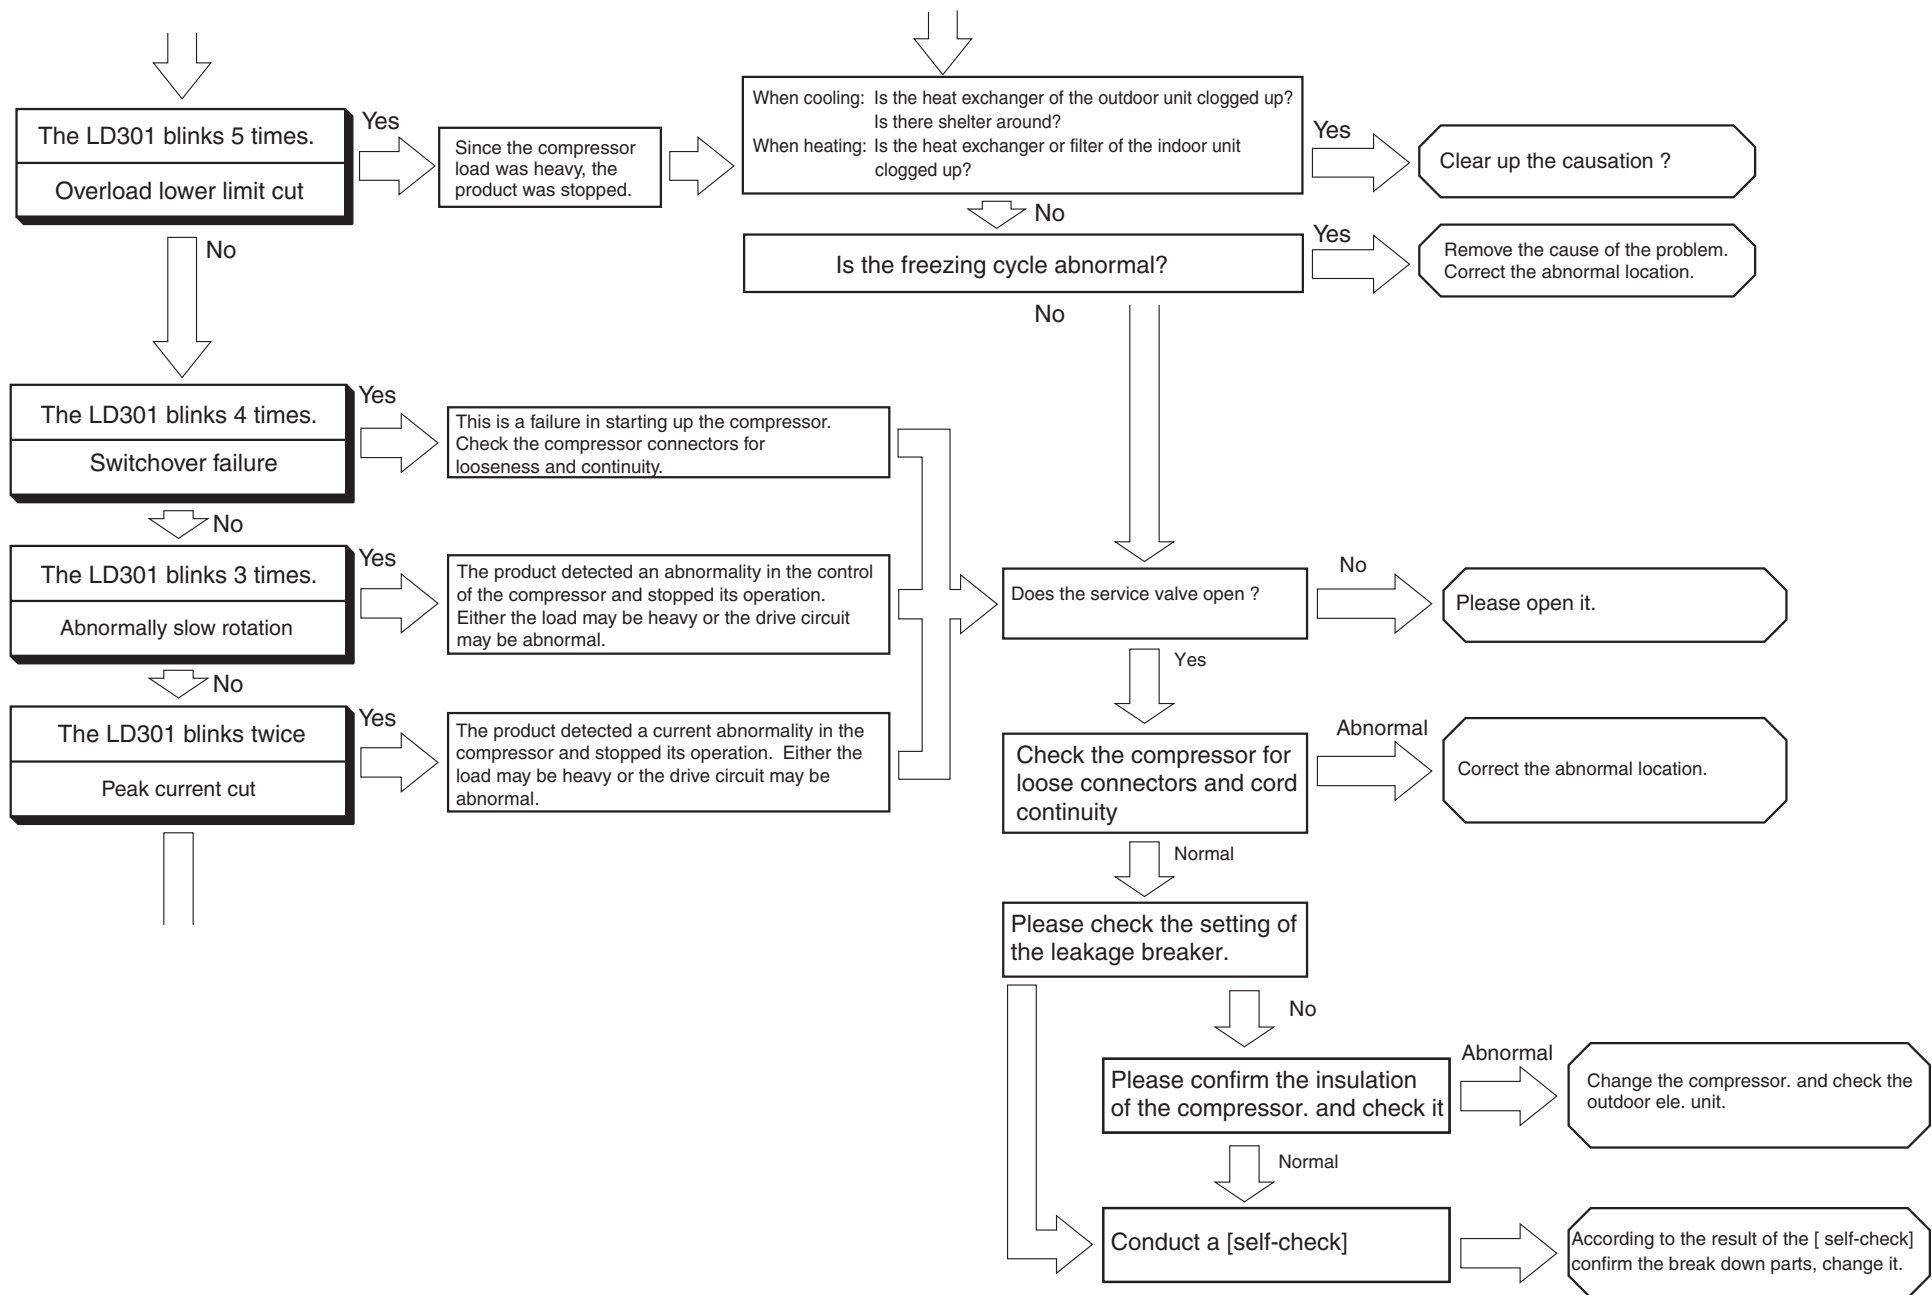 The LD301 blinks 5 times.
Overload lower limit cut
Yes
Since the compressor
load was heavy, the
product was stopped.
When cooling: Is the heat exchanger of the outdoor unit clogged up?
Is there shelter around?
When heating: Is the heat exchanger or filter of the indoor unit
clogged up?
Yes
Clear up the causation ?
No
Is the freezing cycle abnormal?
Yes
Remove the cause of the problem.
Correct the abnormal location.
No
No
The LD301 blinks 4 times.
Switchover failure
Yes
This is a failure in starting up the compressor.
Check the compressor connectors for
looseness and continuity.
No
The LD301 blinks 3 times.
Abnormally slow rotation
Yes
The product detected an abnormality in the control
of the compressor and stopped its operation.
Either the load may be heavy or the drive circuit
may be abnormal.
No
The LD301 blinks twice
Peak current cut
Yes
The product detected a current abnormality in the
compressor and stopped its operation.  Either the
load may be heavy or the drive circuit may be
abnormal.
Does the service valve open ?
No
Please open it.
Yes
Check the compressor for
loose connectors and cord
continuity
Abnormal
Correct the abnormal location.
Normal
Please check the setting of
the leakage breaker.
No
Please confirm the insulation
of the compressor. and check it
Abnormal
Change the compressor. and check the
outdoor ele. unit.
Normal
Conduct a [self-check]
According to the result of the [ self-check]
confirm the break down parts, change it.